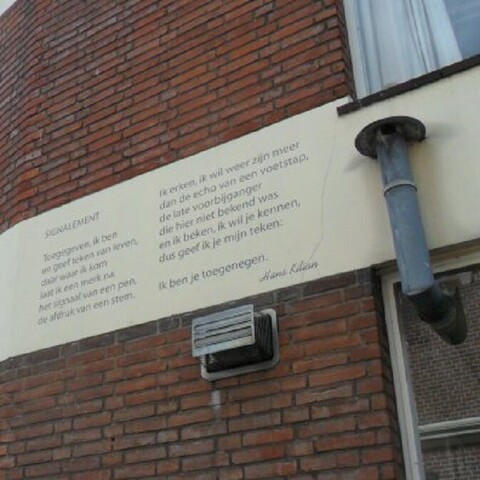 SIGNALEMENT
Toegegeven, ik ben
en geef teken van leven,
daar waar ik kom
laat ik een merk na:
het signaal van een pen,
de afdruk van een stem.
Ik erken, ik wil weer zijn meer
dan de echo van een voetstap,
de late voorbijganger
die hier niet bekend was
en ik beken, ik wil je kennen,
dus geef ik je mijn teken:
Ik ben je toegenegen.
Hans Kilian